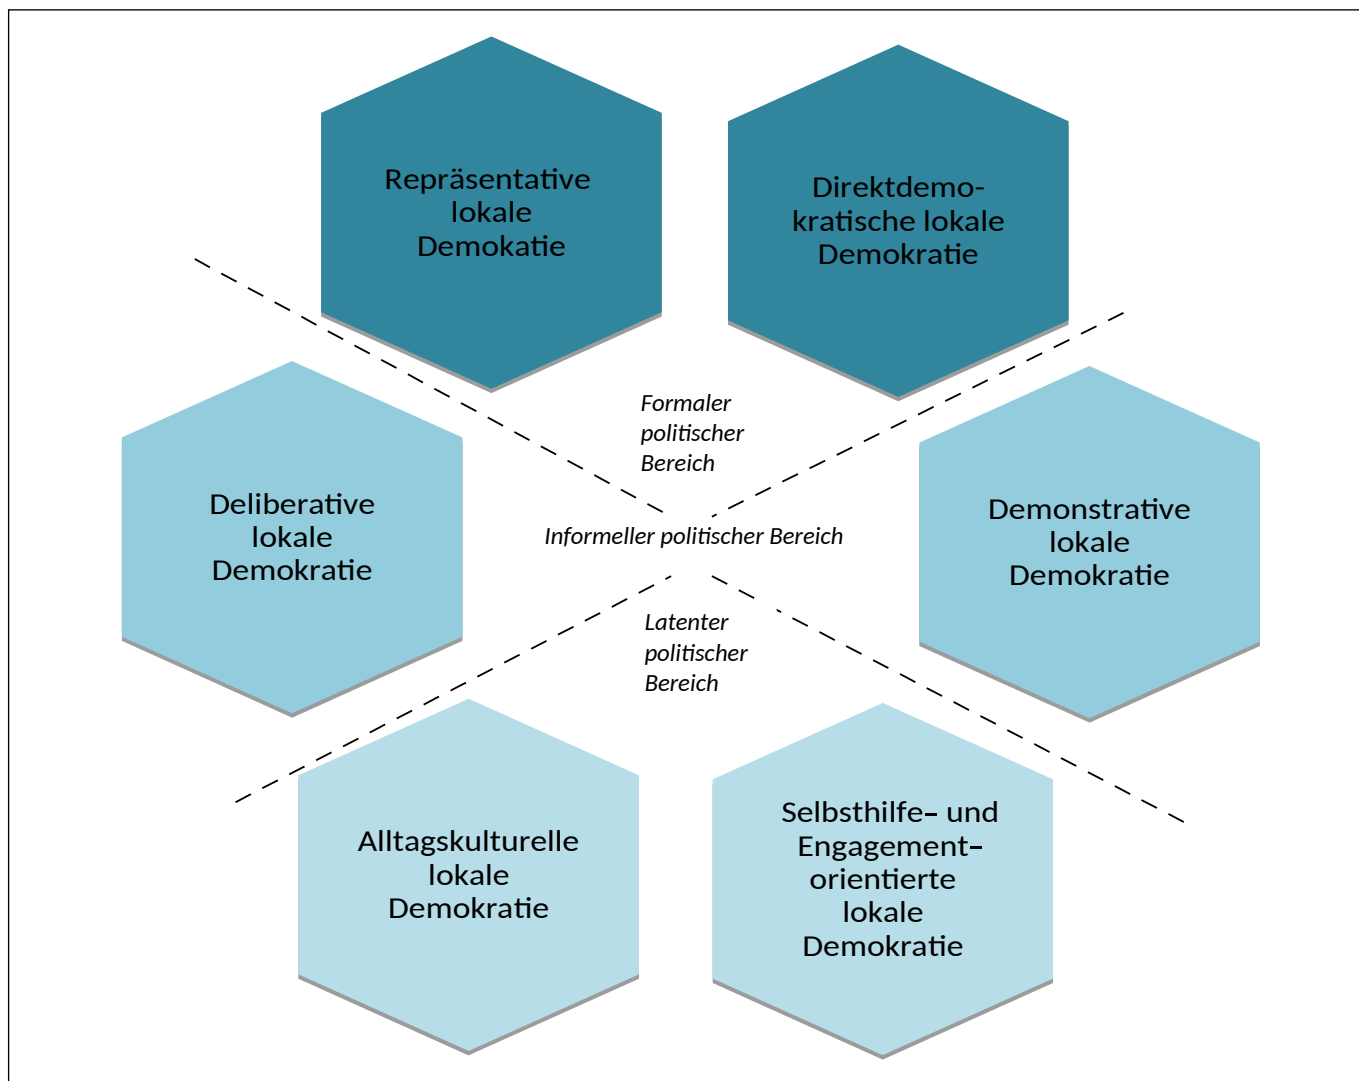 Repräsentative
lokale
Demokatie
Direktdemo-
kratische lokale
Demokratie
Formaler
politischer
Bereich
Deliberative
lokale
Demokratie
Informeller politischer Bereich
Demonstrative
lokale
Demokratie
Latenter
politischer
Bereich
Alltagskulturelle
lokale
Demokratie
Selbsthilfe– und
Engagement–
orientierte
lokale
Demokratie